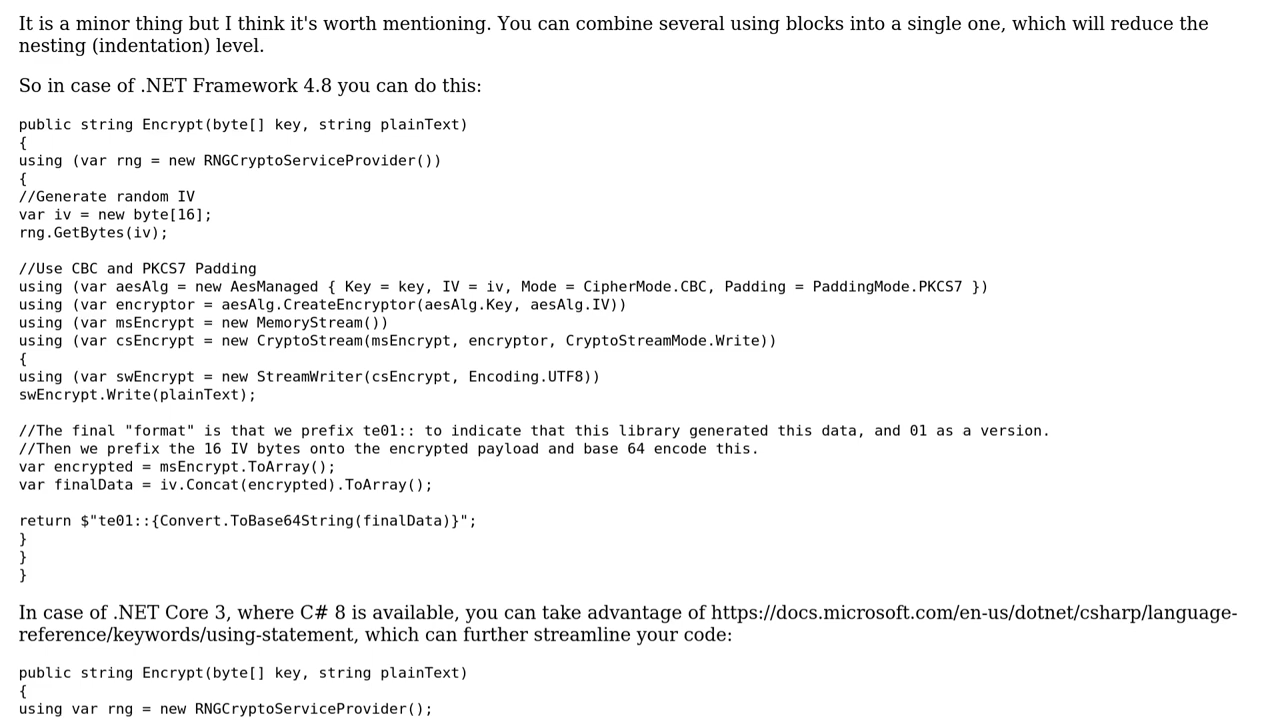 It is a minor thing but I think it's worth mentioning. You can combine several using blocks into a single one, which will reduce the
nesting (indentation) level.
So in case of .NET Framework 4.8 you can do this:
public string Encrypt(byte[] key, string plainText)
{
using (var rng = new RNGCryptoServiceProvider())
{
//Generate random IV
var iv = new byte[16];
rng.GetBytes(iv);
//Use CBC and PKCS7 Padding
using (var aesAlg = new AesManaged { Key = key, IV = iv, Mode = CipherMode.CBC, Padding = PaddingMode.PKCS7 })
using (var encryptor = aesAlg.CreateEncryptor(aesAlg.Key, aesAlg.IV))
using (var msEncrypt = new MemoryStream())
using (var csEncrypt = new CryptoStream(msEncrypt, encryptor, CryptoStreamMode.Write))
{
using (var swEncrypt = new StreamWriter(csEncrypt, Encoding.UTF8))
swEncrypt.Write(plainText);
//The final "format" is that we prefix te01:: to indicate that this library generated this data, and 01 as a version.
//Then we prefix the 16 IV bytes onto the encrypted payload and base 64 encode this.
var encrypted = msEncrypt.ToArray();
var finalData = iv.Concat(encrypted).ToArray();
return $"te01::{Convert.ToBase64String(finalData)}";
}
}
}
In case of .NET Core 3, where C# 8 is available, you can take advantage of https://docs.microsoft.com/en-us/dotnet/csharp/language-
reference/keywords/using-statement, which can further streamline your code:
public string Encrypt(byte[] key, string plainText)
{
using var rng = new RNGCryptoServiceProvider();